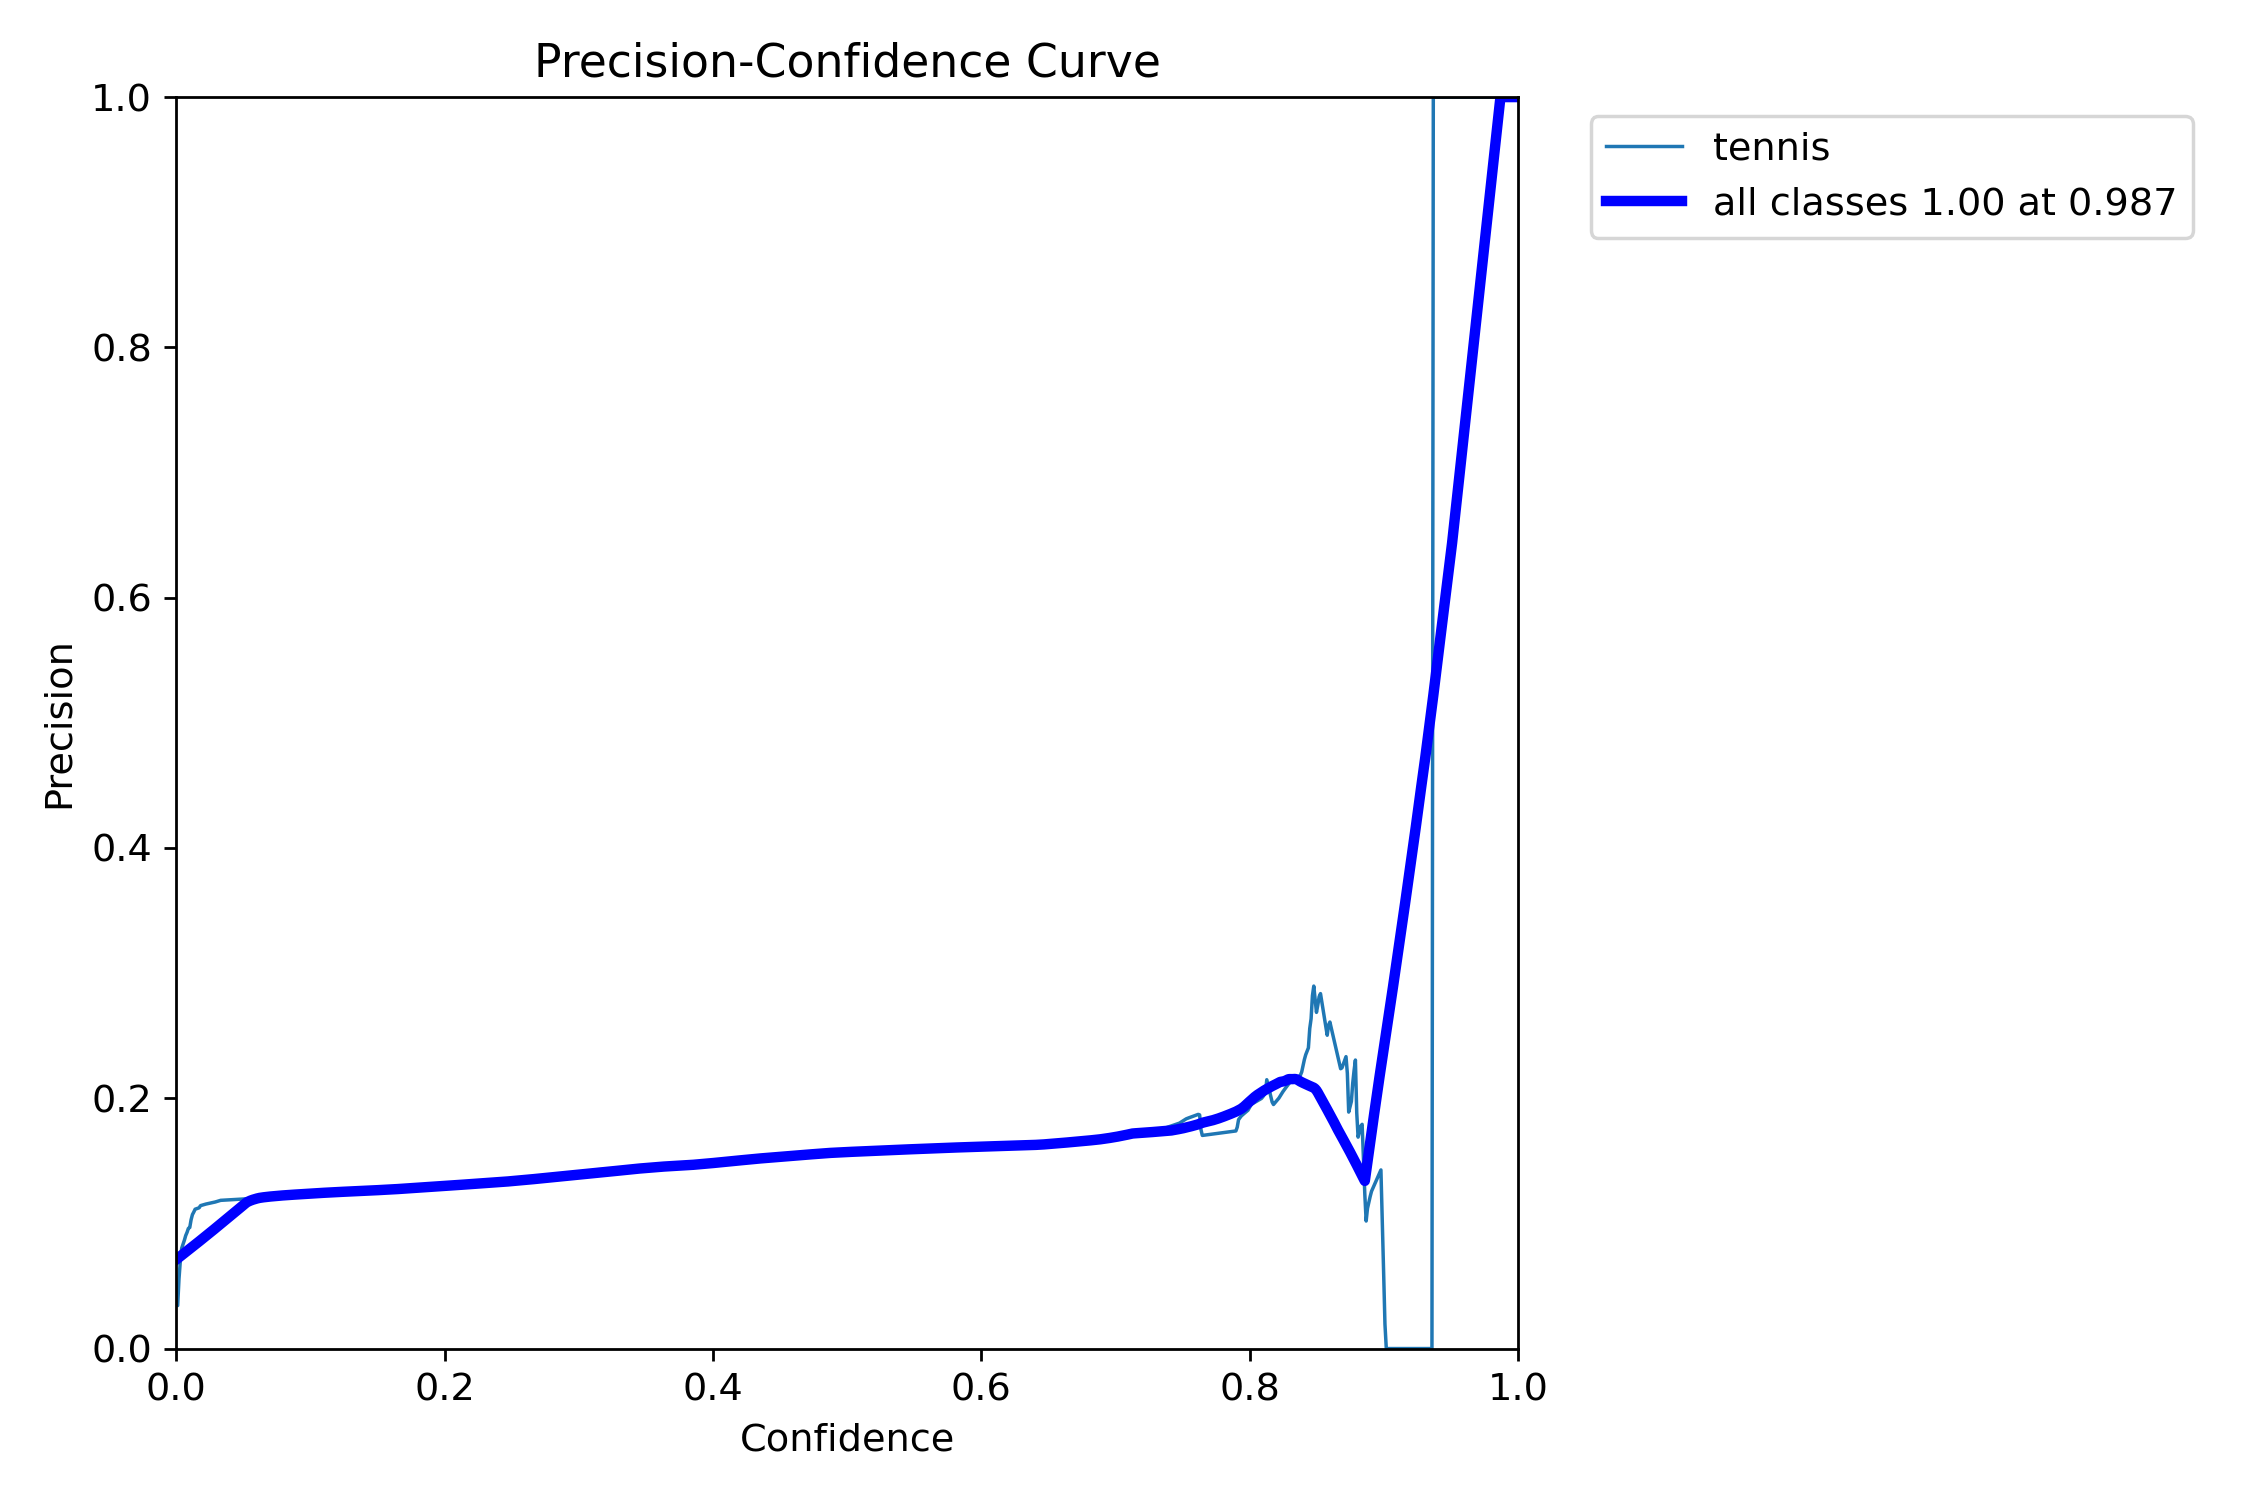 Precision-Confidence Curve
1.0
0.8
0.6
0.4
0.2
0.0
Precision
0.0 0.2 0.4 0.6 0.8 1.0
Confidence
tennis
all classes 1.00 at 0.987